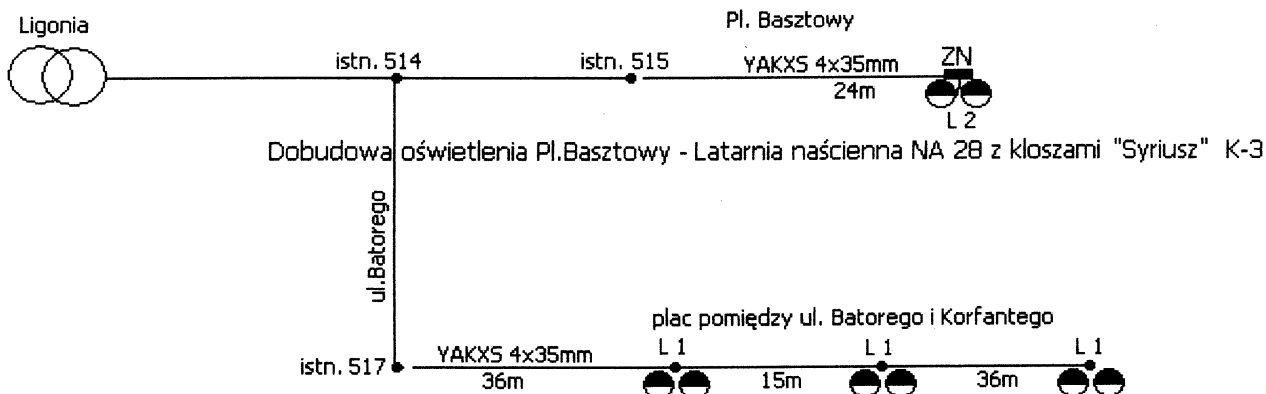 Ligonia
Pl. Basztowy
istn. 514
istn. 515
YAKXS 4x35mm
ZN
24m
L 2
Dobudowa oświetlenia Pl.Basztowy - Latarnia naścienna NA 2B z kloszami "Syriusz" K-3
ul.Batorego
plac pomiędzy ul. Batorego i Korfantego
istn. 517
YAKXS 4x35mm
L 1
L 1
L 1
36m
15m
36m